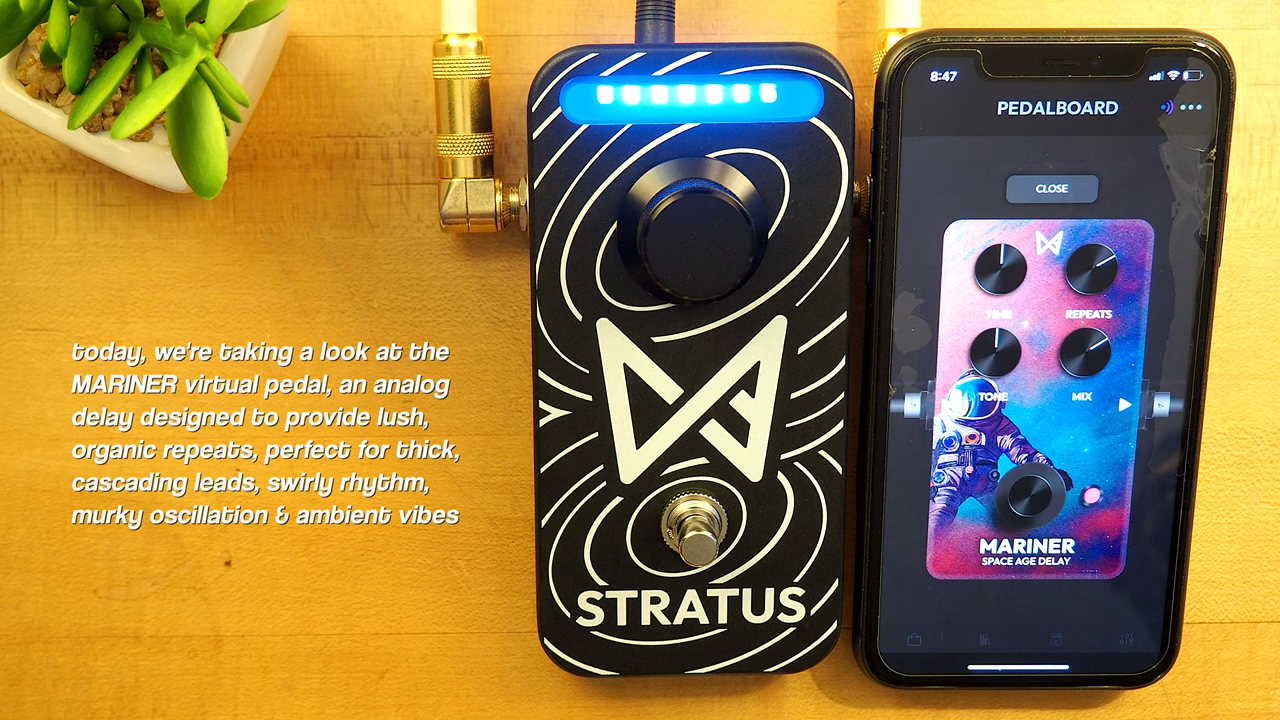 today, we're taking a look at the
MARINER virtual pedal, an analog
delay designed to provide lush,
organic repeats, perfect for thick,
cascading leads, swirly rhythm,
murky oscillation & ambient vibes
STRATUS
8:47
PEDALBOARD
CLOSE
TIME REPEATS
TONE MIX
MARINER
SPACE AGE DELAY